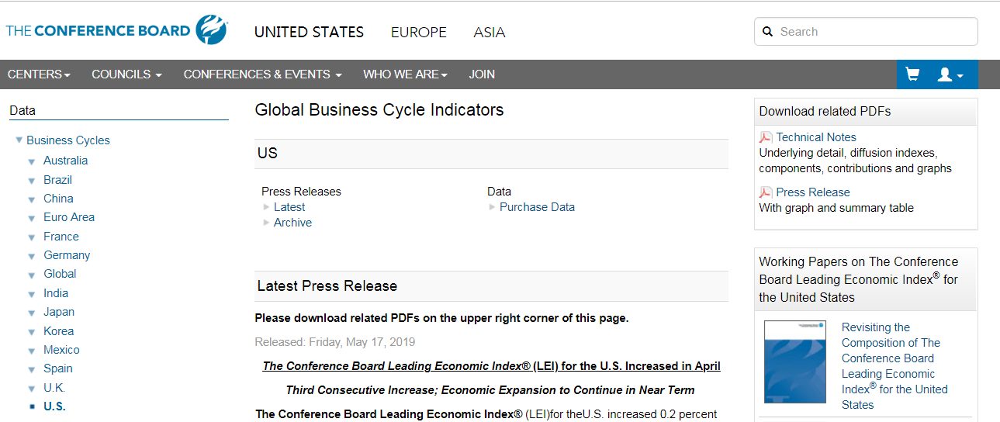 THE CONFERENCE BOARD
UNITED STATES EUROPE ASIA
Search
CENTERS COUNCILS CONFERENCES & EVENTS WHO WE ARE JOIN
Data
Business Cycles
Australia
Brazil
China
Euro Area
France
Germany
Global
India
Japan
Korea
Mexico
Spain
U.K.
U.S.
Global Business Cycle Indicators
US
Press Releases
Latest
Archive
Data
Purchase Data
Latest Press Release
Please download related PDFs on the upper right corner of this page.
Released: Friday, May 17, 2019
The Conference Board Leading Economic Index® (LEI) for the U.S. Increased in April
Third Consecutive Increase; Economic Expansion to Continue in Near Term
The Conference Board Leading Economic Index® (LEI)for theU.S. increased 0.2 percent
Download related PDFs
Technical Notes
Underlying detail, diffusion indexes,
components, contributions and graphs
Press Release
With graph and summary table
Working Papers on The Conference
Board Leading Economic Index® for
the United States
Revisiting the
Composition of The
Conference Board
Leading Economic
Index® for the United
States